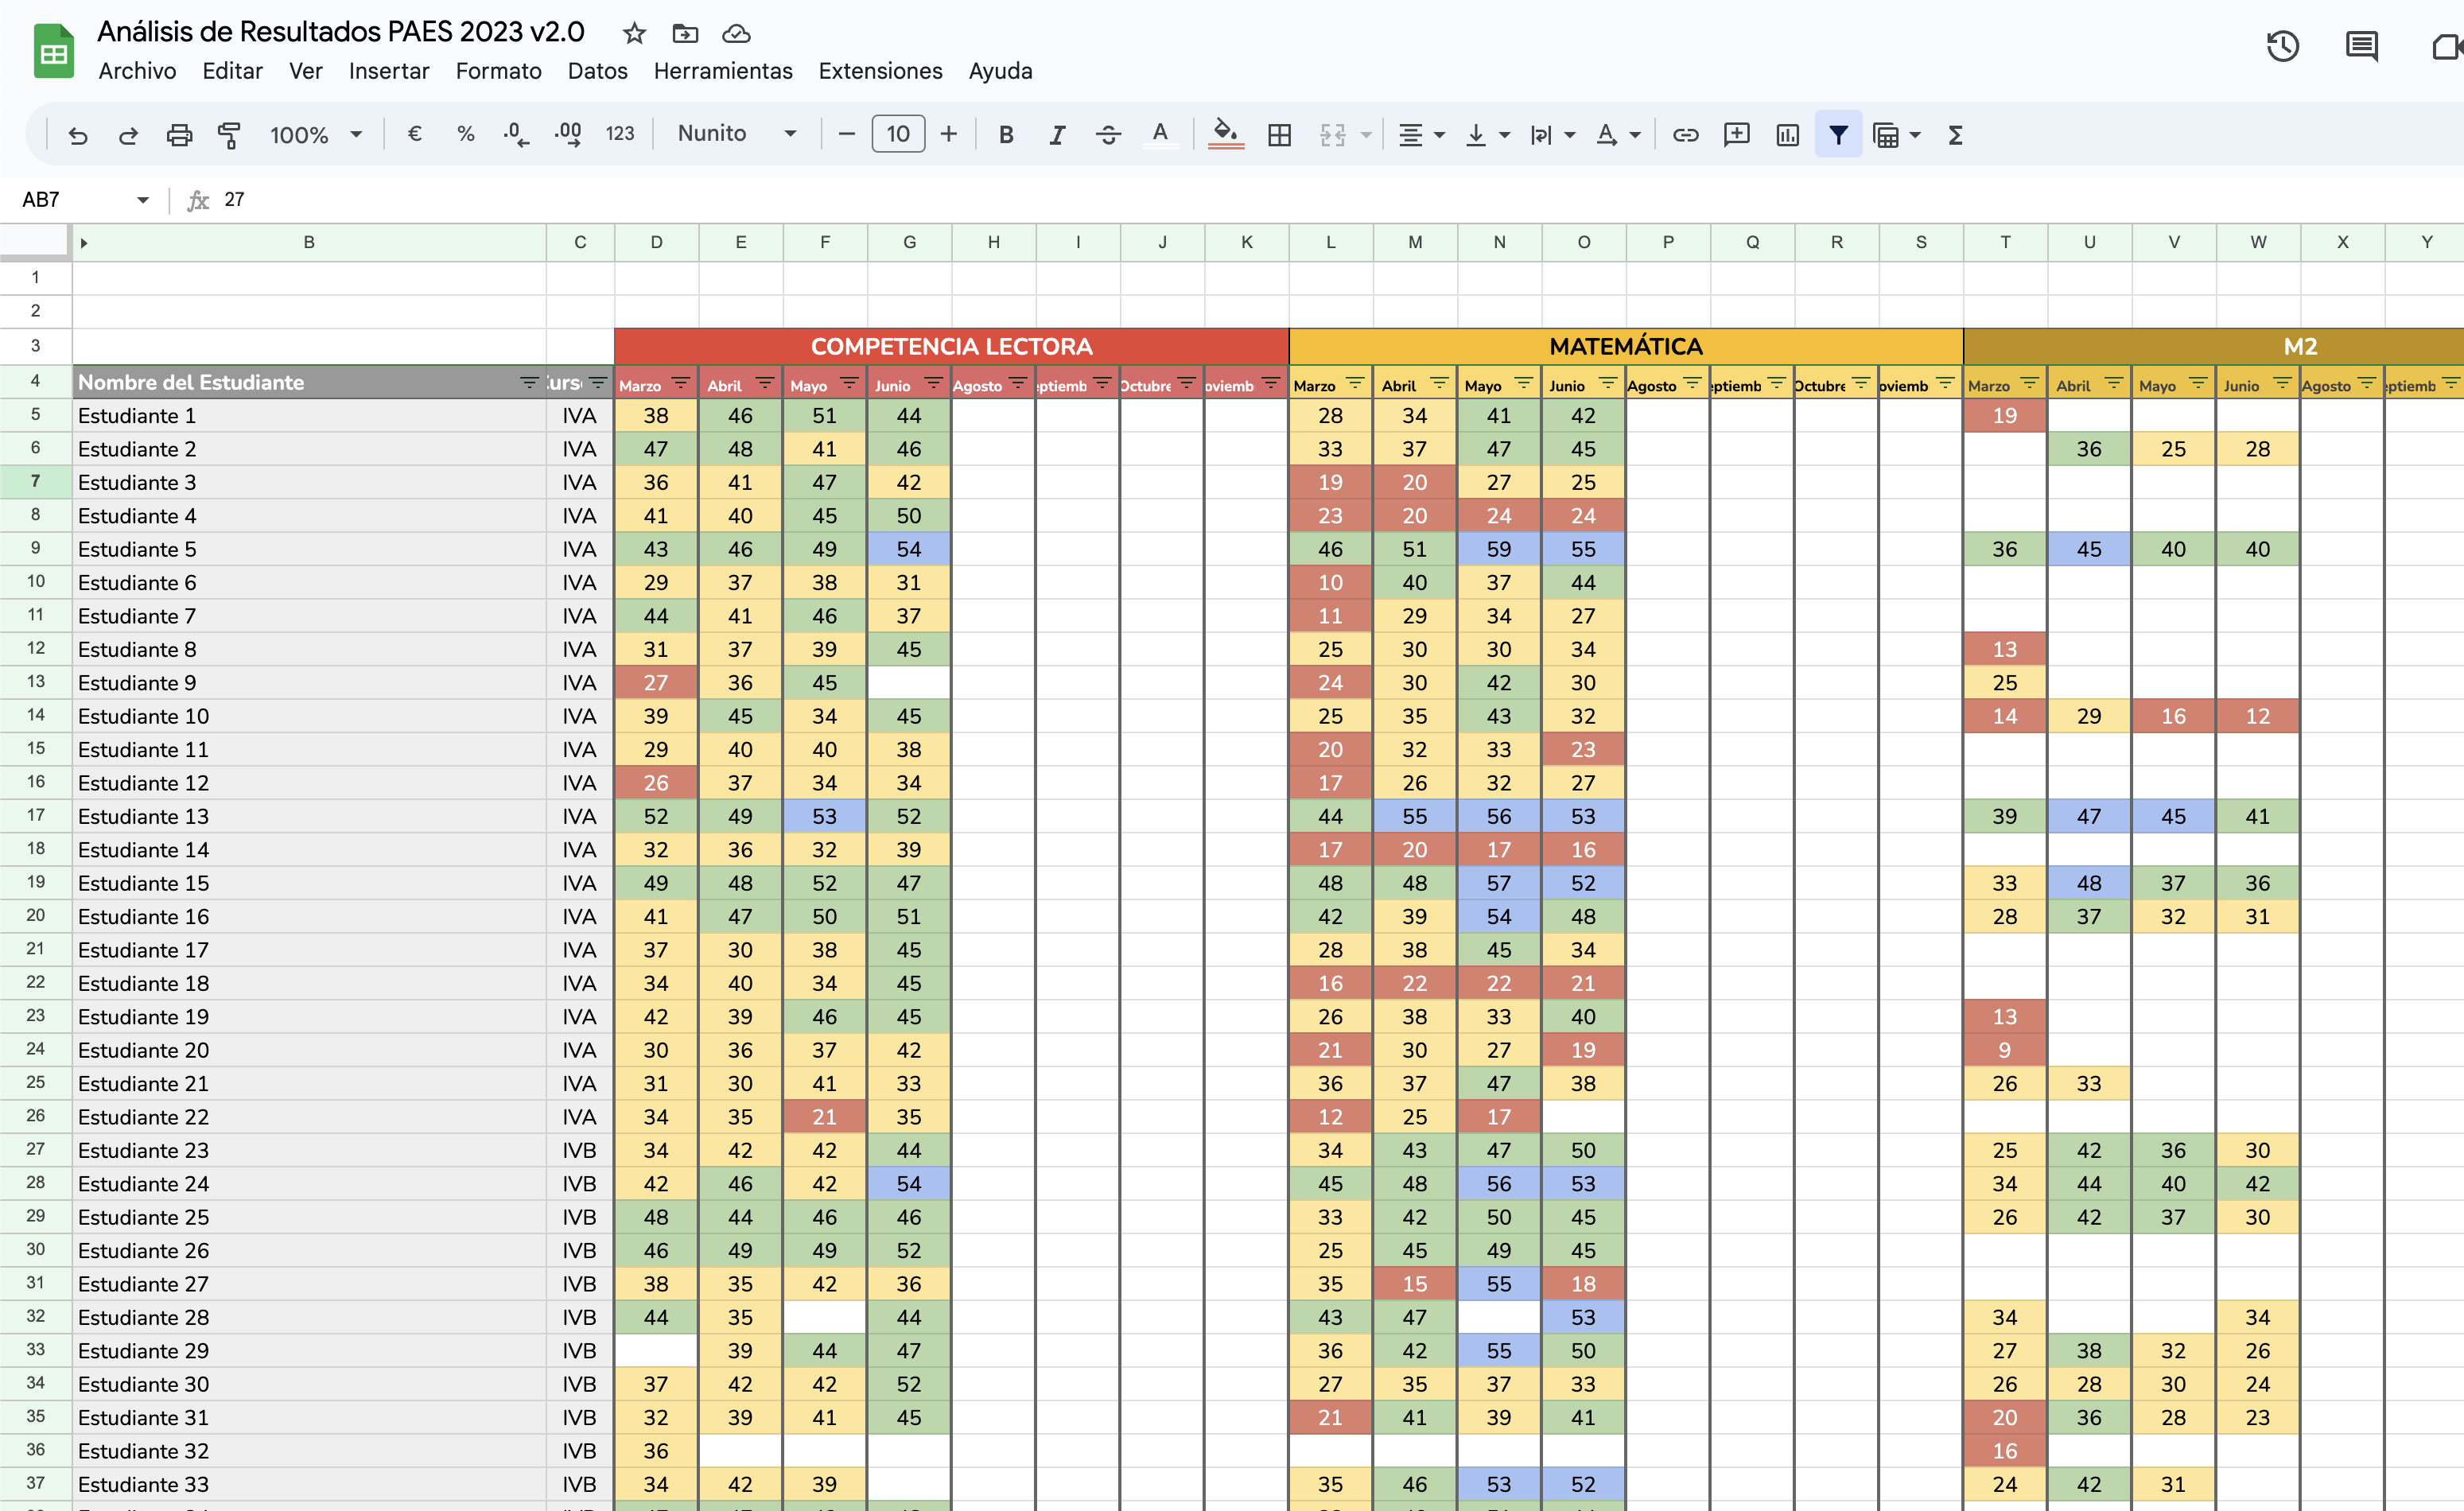 Análisis de Resultados PAES 2023 v2.0
Archivo Editar Ver Insertar Formato Datos Herramientas Extensiones Ayuda
100% € % .0 .00 123 Nunito 10 B I A
AB7 fx 27
B C D E F G H I J K L M N O P Q R S T U V W X Y
1
2
3 COMPETENCIA LECTORA MATEMÁTICA M2
4 Nombre del Estudiante Marzo Abril Mayo Junio Agosto Octubre Marzo Abril Mayo Junio Agosto Octubre Marzo Abril Mayo Junio Agosto
5 Estudiante 1 IVA 38 46 51 44 28 34 41 42 19
6 Estudiante 2 IVA 47 48 41 46 33 37 47 45 36 25 28
7 Estudiante 3 IVA 36 41 47 42 19 20 27 25
8 Estudiante 4 IVA 41 40 45 50 23 20 24 24
9 Estudiante 5 IVA 43 46 49 54 46 51 59 55 36 45 40 40
10 Estudiante 6 IVA 29 37 38 31 10 40 37 44
11 Estudiante 7 IVA 44 41 46 37 11 29 34 27
12 Estudiante 8 IVA 31 37 39 45 25 30 30 34 13
13 Estudiante 9 IVA 27 36 45 24 30 42 30 25
14 Estudiante 10 IVA 39 45 34 45 25 35 43 32 14 29 16 12
15 Estudiante 11 IVA 29 40 40 38 20 32 33 23
16 Estudiante 12 IVA 26 37 34 34 17 26 32 27
17 Estudiante 13 IVA 52 49 53 52 44 55 56 53 39 47 45 41
18 Estudiante 14 IVA 32 36 32 39 17 20 17 16
19 Estudiante 15 IVA 49 48 52 47 48 48 57 52 33 48 37 36
20 Estudiante 16 IVA 41 47 50 51 42 39 54 48 28 37 32 31
21 Estudiante 17 IVA 37 30 38 45 28 38 45 34
22 Estudiante 18 IVA 34 40 34 45 16 22 22 21
23 Estudiante 19 IVA 42 39 46 45 26 38 33 40 13
24 Estudiante 20 IVA 30 36 37 42 21 30 27 19 9
25 Estudiante 21 IVA 31 30 41 33 36 37 47 38 26 33
26 Estudiante 22 IVA 34 35 21 35 12 25 17
27 Estudiante 23 IVB 34 42 42 44 34 43 47 50 25 42 36 30
28 Estudiante 24 IVB 42 46 42 54 45 48 56 53 34 44 40 42
29 Estudiante 25 IVB 48 44 46 46 33 42 50 45 26 42 37 30
30 Estudiante 26 IVB 46 49 49 52 25 45 49 45
31 Estudiante 27 IVB 38 35 42 36 35 15 55 18
32 Estudiante 28 IVB 44 35 44 43 47 53 34 34
33 Estudiante 29 IVB 39 44 47 36 42 55 50 27 38 32 26
34 Estudiante 30 IVB 37 42 42 52 27 35 37 33 26 28 30 24
35 Estudiante 31 IVB 32 39 41 45 21 41 39 41 20 36 28 23
36 Estudiante 32 IVB 36 16
37 Estudiante 33 IVB 34 42 39 35 46 53 52 24 42 31